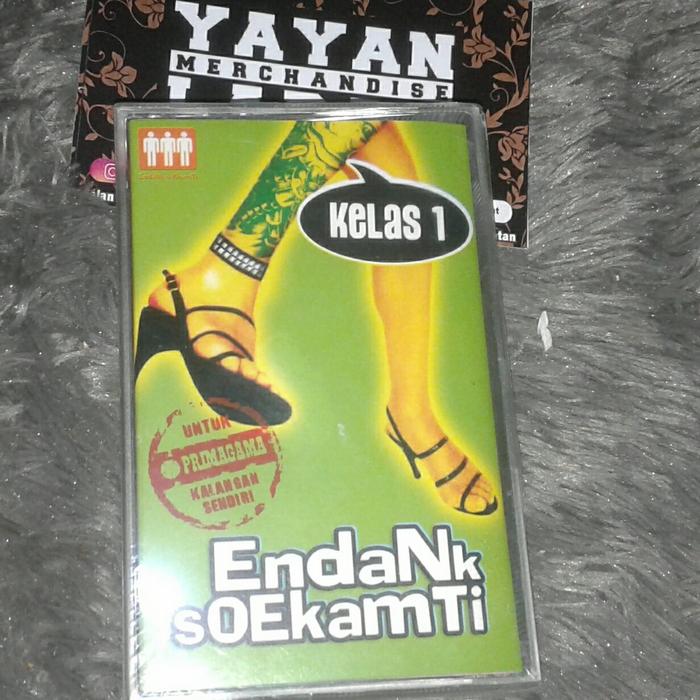 YAYAN
MERCHANDISE
Kelas 1
UNTUK
PRIMAGAMA
KALANGAN
SENDIRI
EndaNk
sOEkamTi